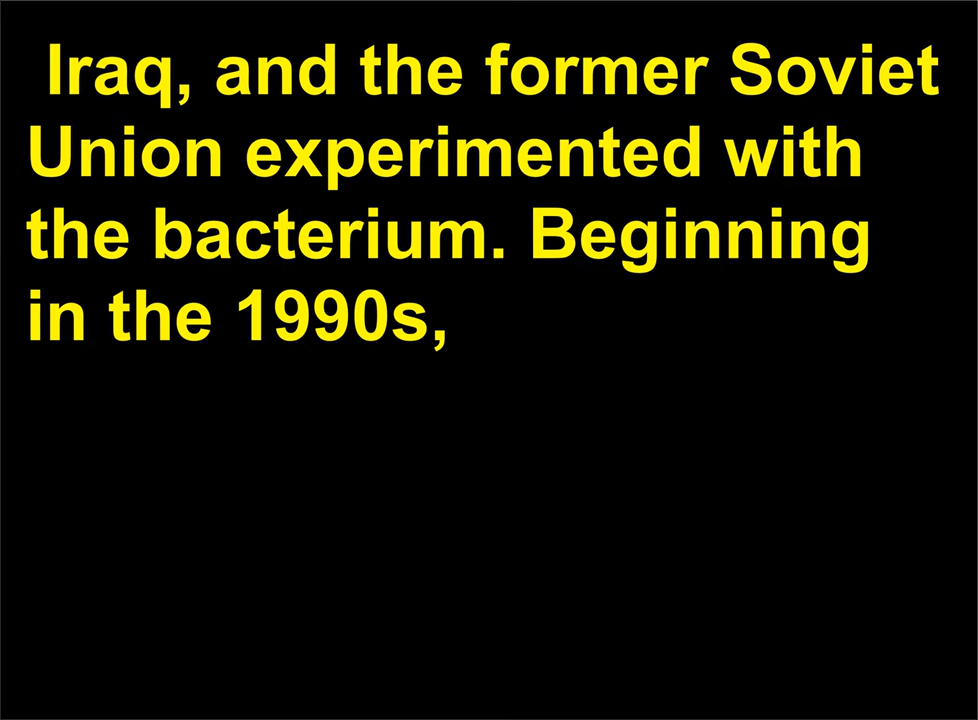 Iraq, and the former Soviet
Union experimented with
the bacterium. Beginning
in the 1990s,